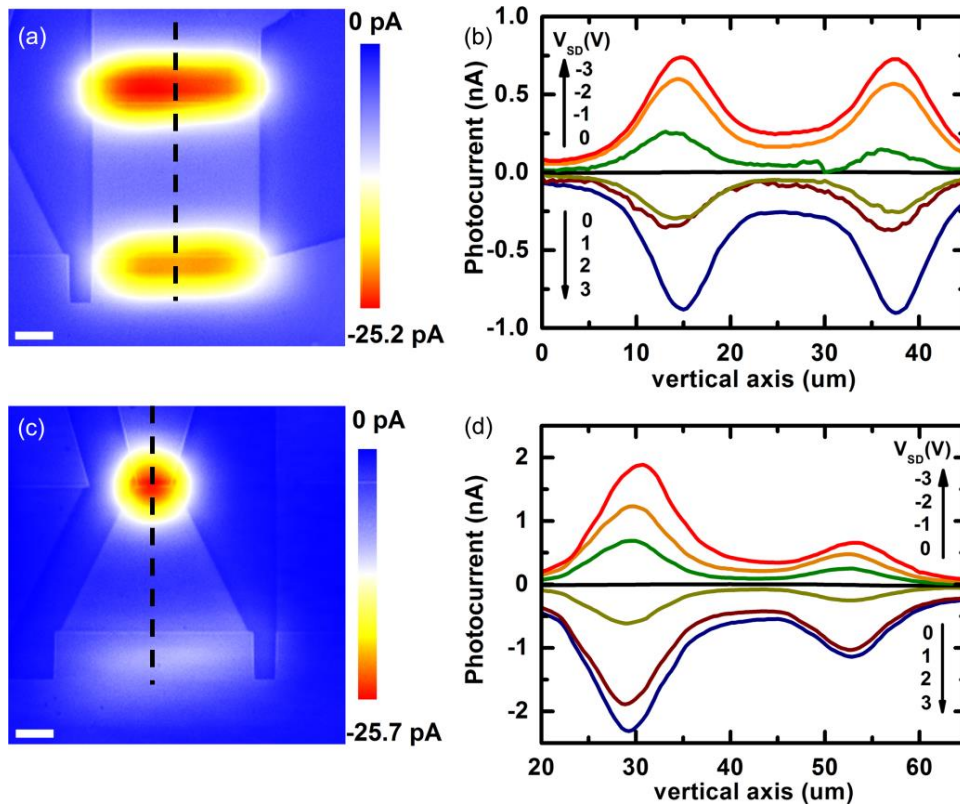 (a)
0 pA
-25.2 pA
(b)
Photocurrent (nA)
1.0
0.5
0.0
-0.5
-1.0
V_SD(V)
-3
-2
-1
0
0
1
2
3
0 10 20 30 40
vertical axis (um)
(c)
0 pA
-25.7 pA
(d)
Photocurrent (nA)
2
1
0
-1
-2
V_SD(V)
-3
-2
-1
0
0
1
2
3
20 30 40 50 60
vertical axis (um)